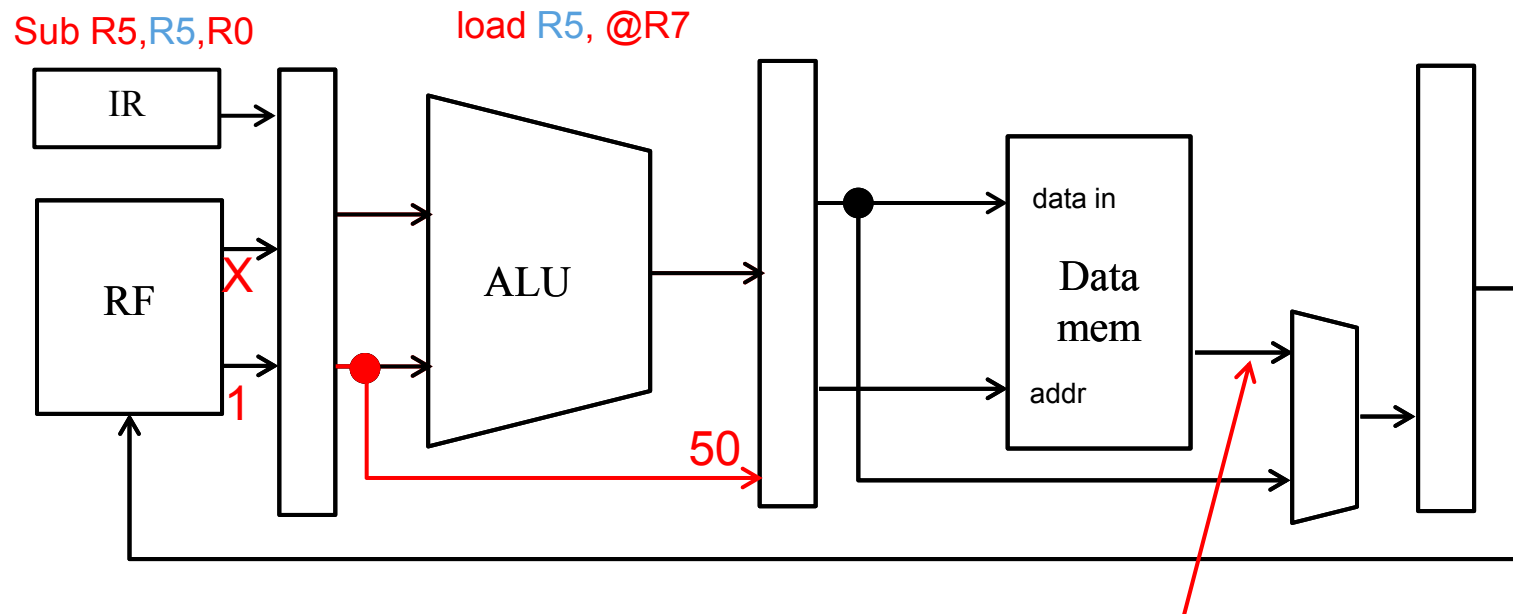 Sub R5,R5,R0
load R5, @R7
IR
RF
X
1
ALU
50
data in
Data
mem
addr